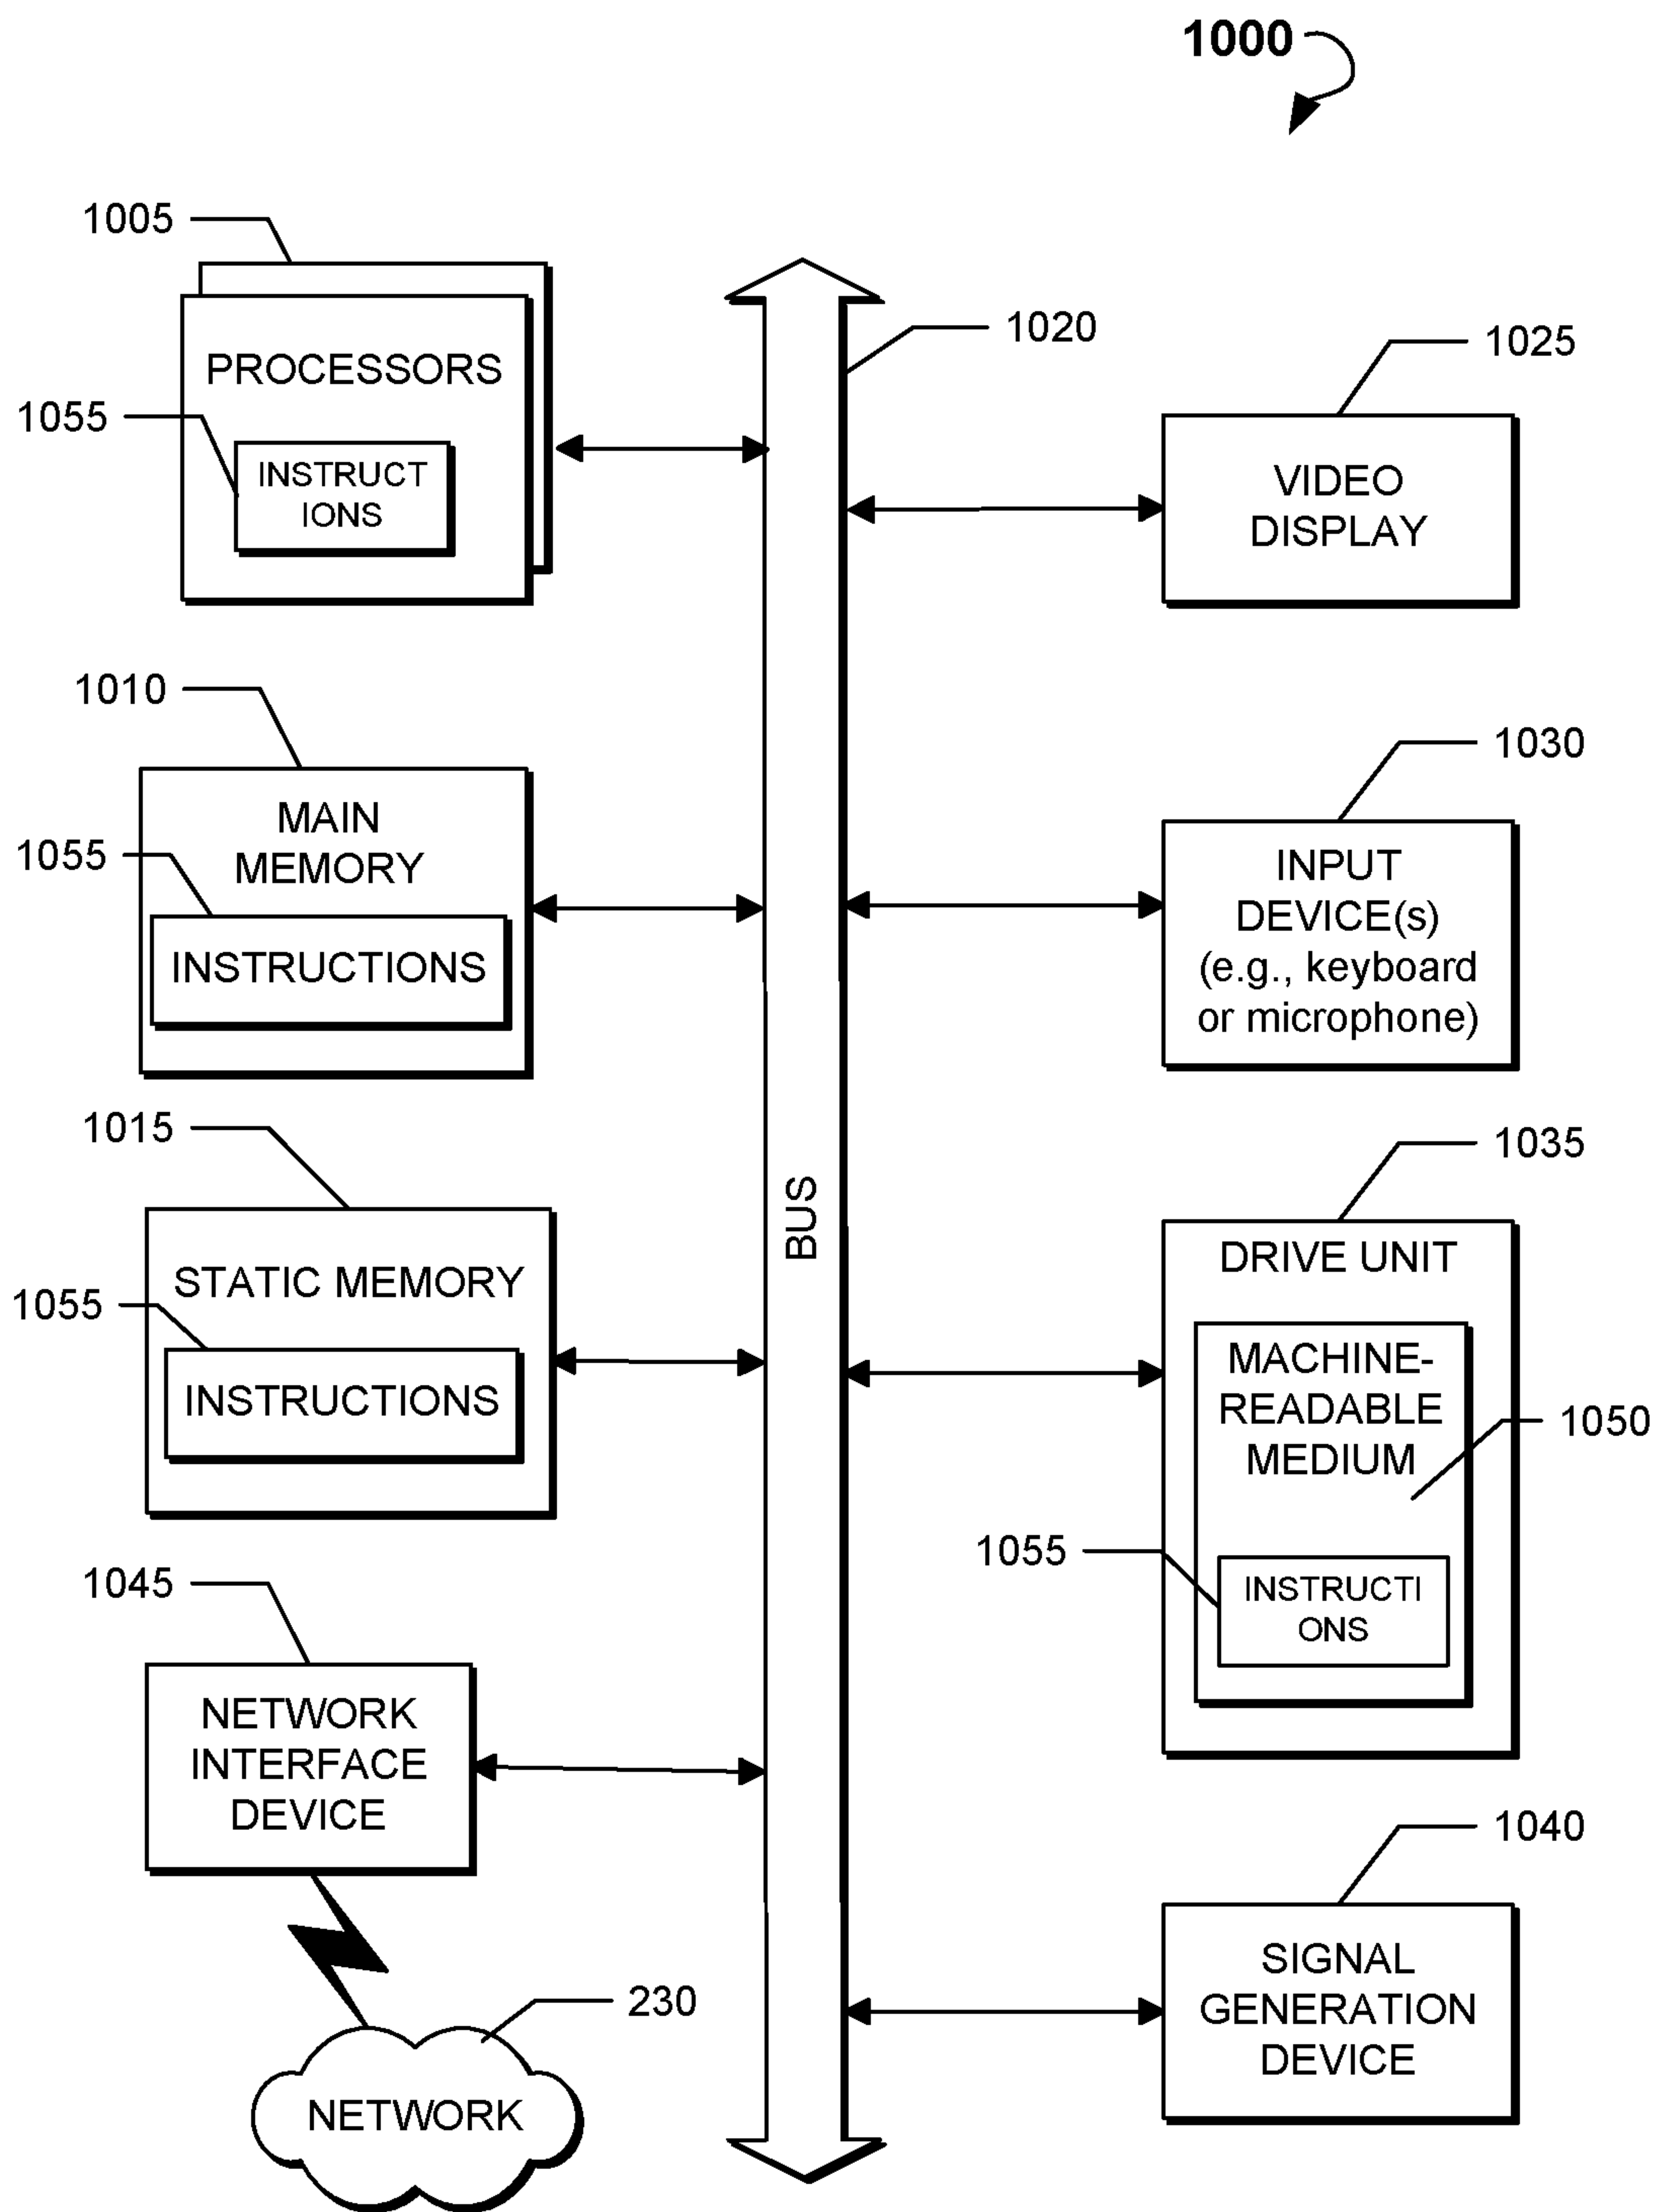 1000
1005
PROCESSORS
1055
INSTRUCT
IONS
1020
1025
VIDEO
DISPLAY
1010
MAIN
MEMORY
1055
INSTRUCTIONS
1030
INPUT
DEVICE(s)
(e.g., keyboard
or microphone)
1015
STATIC MEMORY
1055
INSTRUCTIONS
BUS
1035
DRIVE UNIT
MACHINE-
READABLE
MEDIUM
1050
1055
INSTRUCTI
ONS
1045
NETWORK
INTERFACE
DEVICE
230
NETWORK
1040
SIGNAL
GENERATION
DEVICE